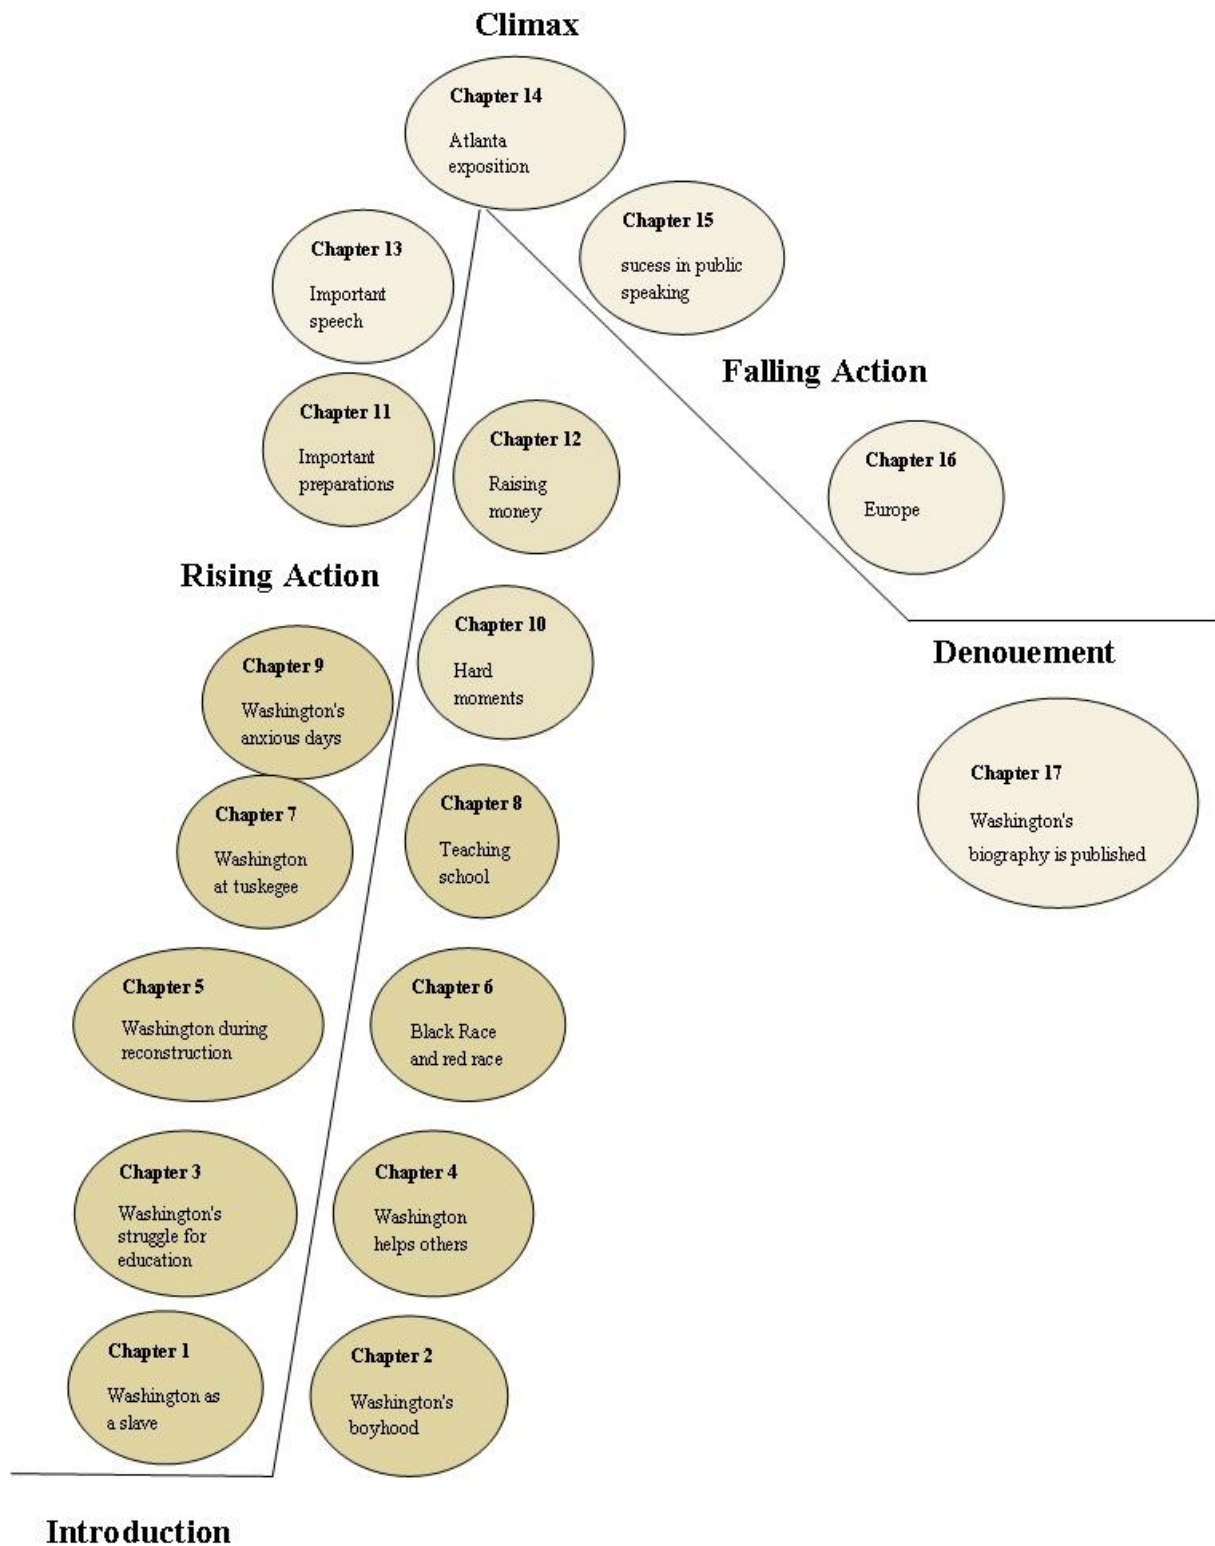 Climax
Chapter 14
Atlanta
exposition
Chapter 15
sucess in public
speaking
Chapter 13
Important
speech
Falling Action
Chapter 11
Important
preparations
Chapter 12
Raising
money
Chapter 16
Europe
Rising Action
Chapter 10
Hard
moments
Denouement
Chapter 9
Washington's
anxious days
Chapter 17
Washington's
biography is published
Chapter 7
Washington
at tuskegee
Chapter 8
Teaching
school
Chapter 5
Washington during
reconstruction
Chapter 6
Black Race
and red race
Chapter 3
Washington's
struggle for
education
Chapter 4
Washington
helps others
Chapter 1
Washington as
a slave
Chapter 2
Washington's
boyhood
Introduction